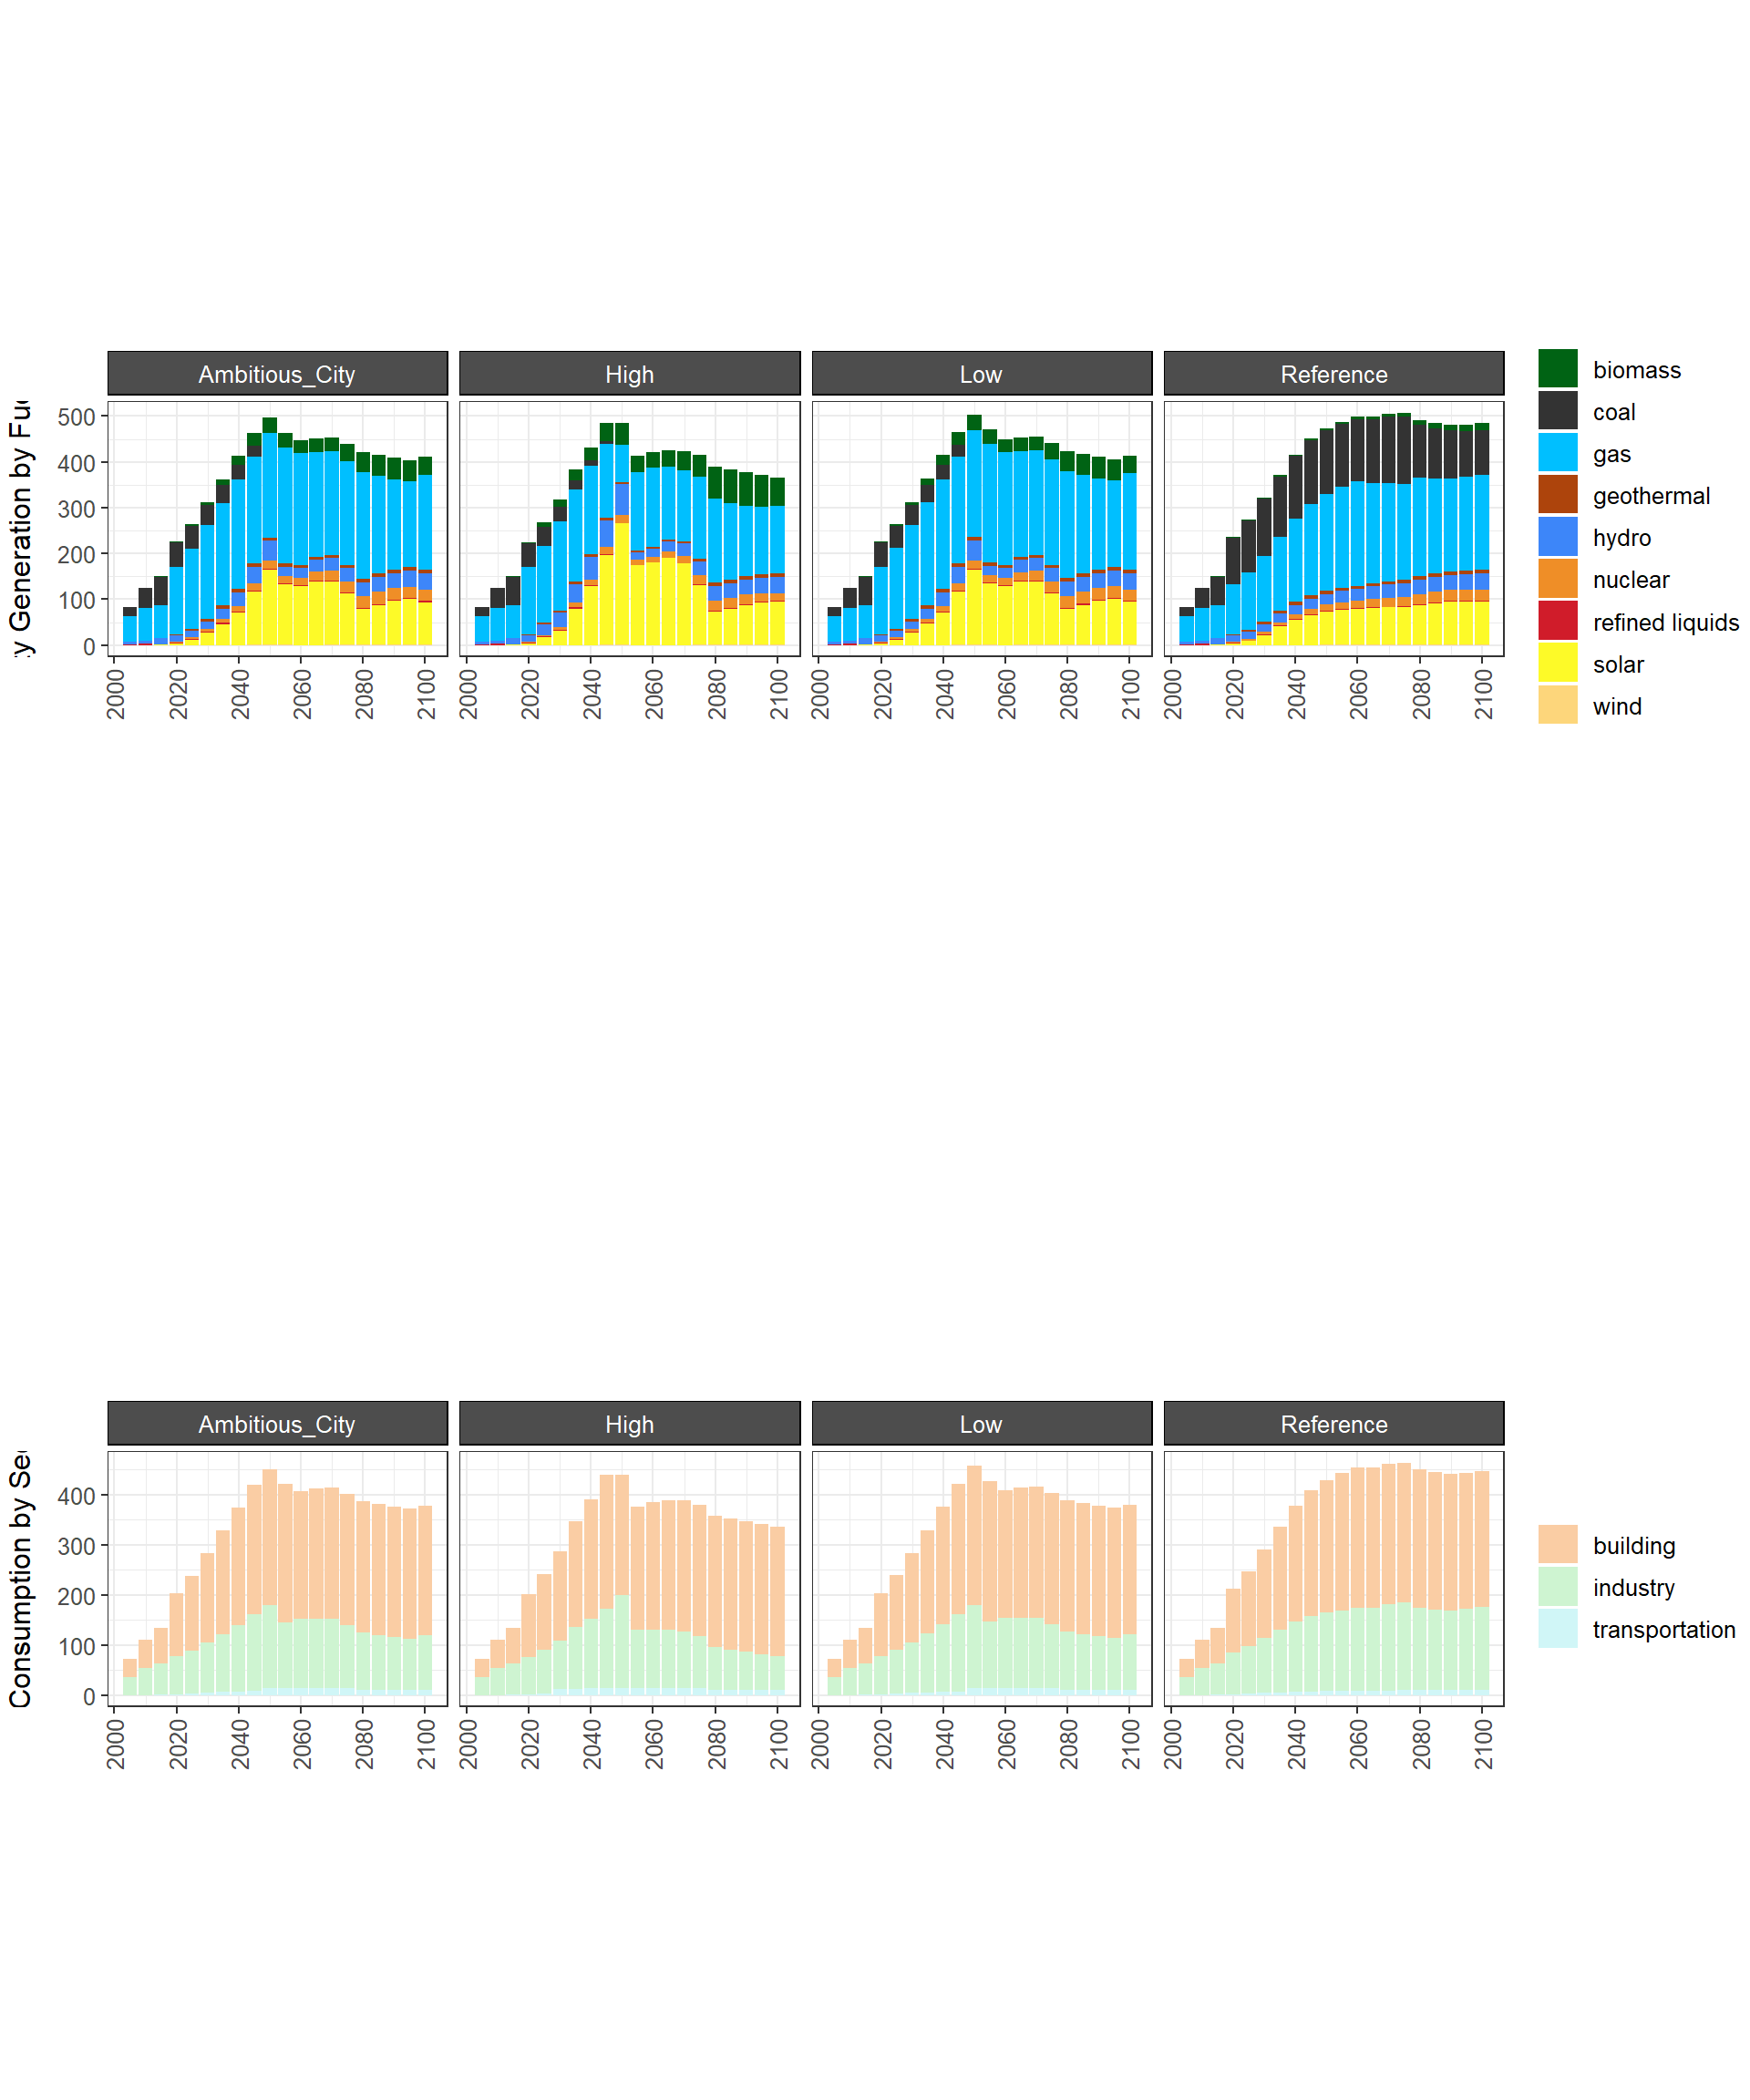 Ambitious_City High Low Reference
Generation by
500
400
300
200
100
0
2000 2020 2040 2060 2080 2100 2000 2020 2040 2060 2080 2100 2000 2020 2040 2060 2080 2100 2000 2020 2040 2060 2080 2100
biomass
coal
gas
geothermal
hydro
nuclear
refined liquids
solar
wind
Ambitious_City High Low Reference
Consumption by
400
300
200
100
0
2000 2020 2040 2060 2080 2100 2000 2020 2040 2060 2080 2100 2000 2020 2040 2060 2080 2100 2000 2020 2040 2060 2080 2100
building
industry
transportation